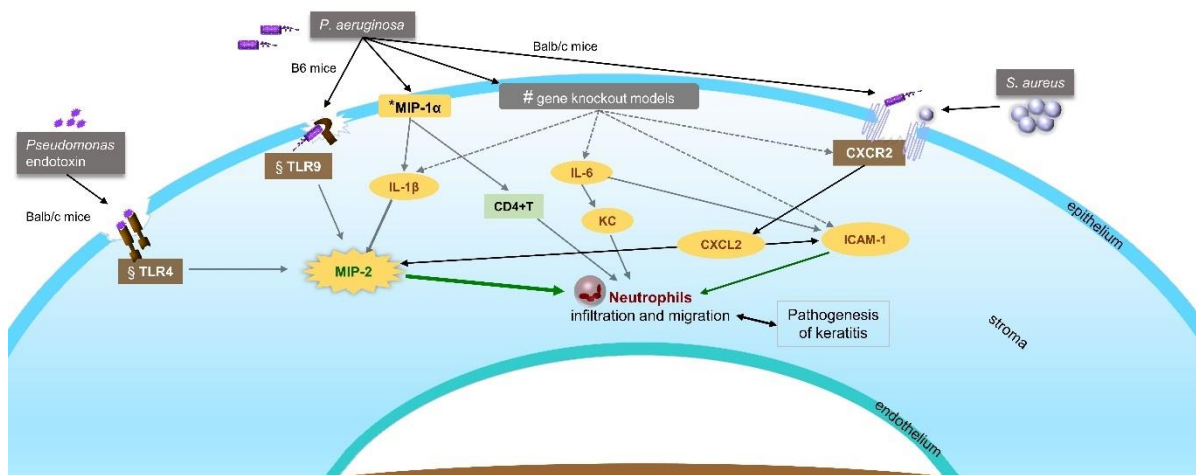 P. aeruginosa
B6 mice
Balb/c mice
S. aureus
*MIP-1α
# gene knockout models
Pseudomonas
endotoxin
§ TLR9
CXCR2
IL-1β
IL-6
CD4+T
KC
Balb/c mice
epithelium
CXCL2
ICAM-1
§ TLR4
MIP-2
Neutrophils
infiltration and migration
Pathogenesis
of keratitis
stroma
endothelium